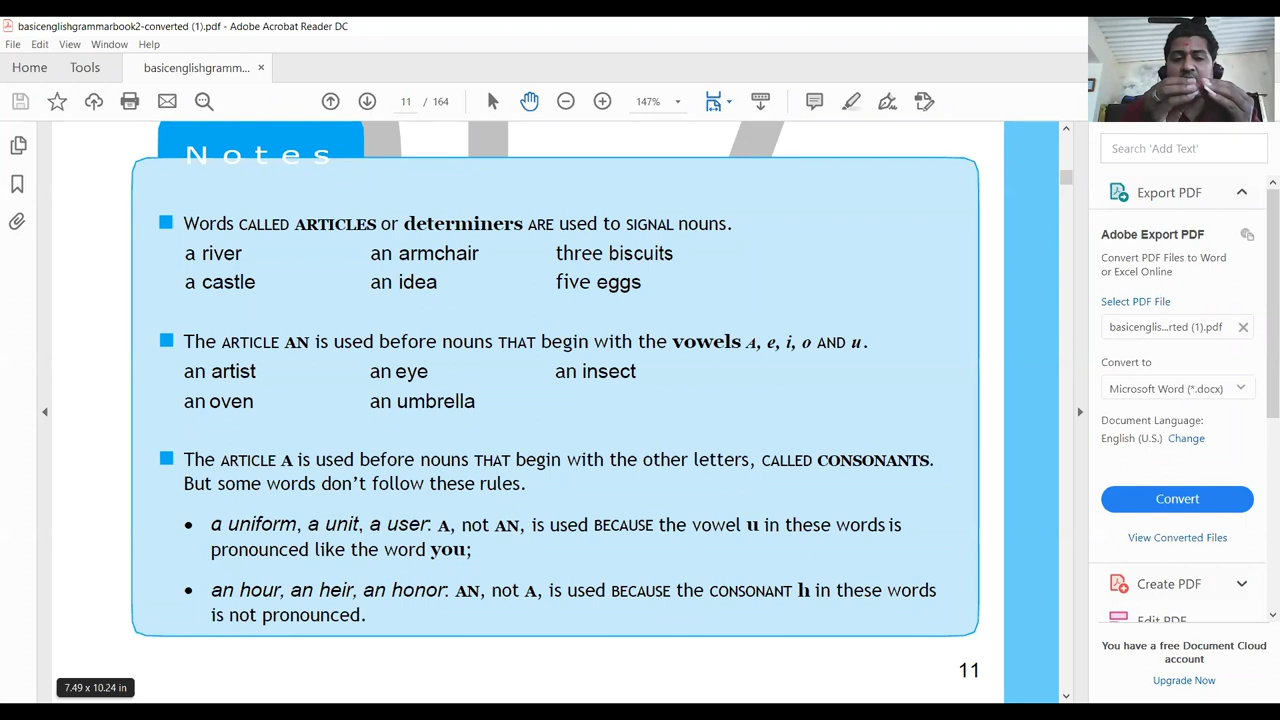 basicenglishgrammarbook2-converted (1).pdf - Adobe Acrobat Reader DC
File Edit View Window Help
Home Tools basicenglishgramm... ×
11 / 164 147%
Search 'Add Text'
Export PDF
Adobe Export PDF
Convert PDF Files to Word
or Excel Online
Select PDF File
basicenglis...rted (1).pdf
Convert to
Microsoft Word (*.docx)
Document Language:
English (U.S.) Change
Convert
View Converted Files
Create PDF
Edit PDF
You have a free Document Cloud
account
Upgrade Now
Notes
Words CALLED ARTICLES or determiners ARE used to SIGNAL nouns.
a river an armchair three biscuits
a castle an idea five eggs
The ARTICLE AN is used before nouns THAT begin with the vowels A, e, i, o AND u.
an artist an eye an insect
an oven an umbrella
The ARTICLE A is used before nouns THAT begin with the other letters, CALLED CONSONANTS.
But some words don't follow these rules.
• a uniform, a unit, a user: A, not AN, is used BECAUSE the vowel u in these words is
pronounced like the word you;
• an hour, an heir, an honor: AN, not A, is used BECAUSE the CONSONANT h in these words
is not pronounced.
11
7.49 x 10.24 in